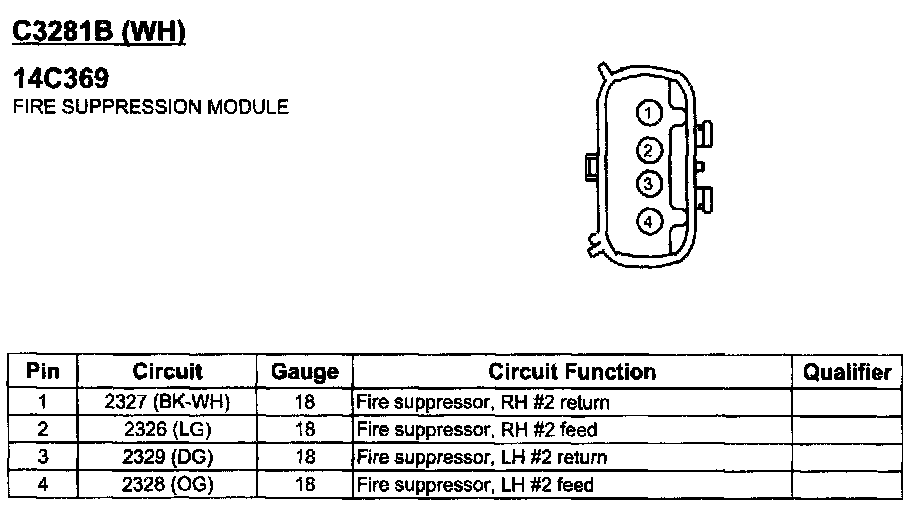 C3281B (WH)
14C369
FIRE SUPPRESSION MODULE
1
2
3
4
Pin Circuit Gauge Circuit Function Qualifier
1 2327 (BK-WH) 18 Fire suppressor, RH #2 return
2 2326 (LG) 18 Fire suppressor, RH #2 feed
3 2329 (DG) 18 Fire suppressor, LH #2 return
4 2328 (OG) 18 Fire suppressor, LH #2 feed